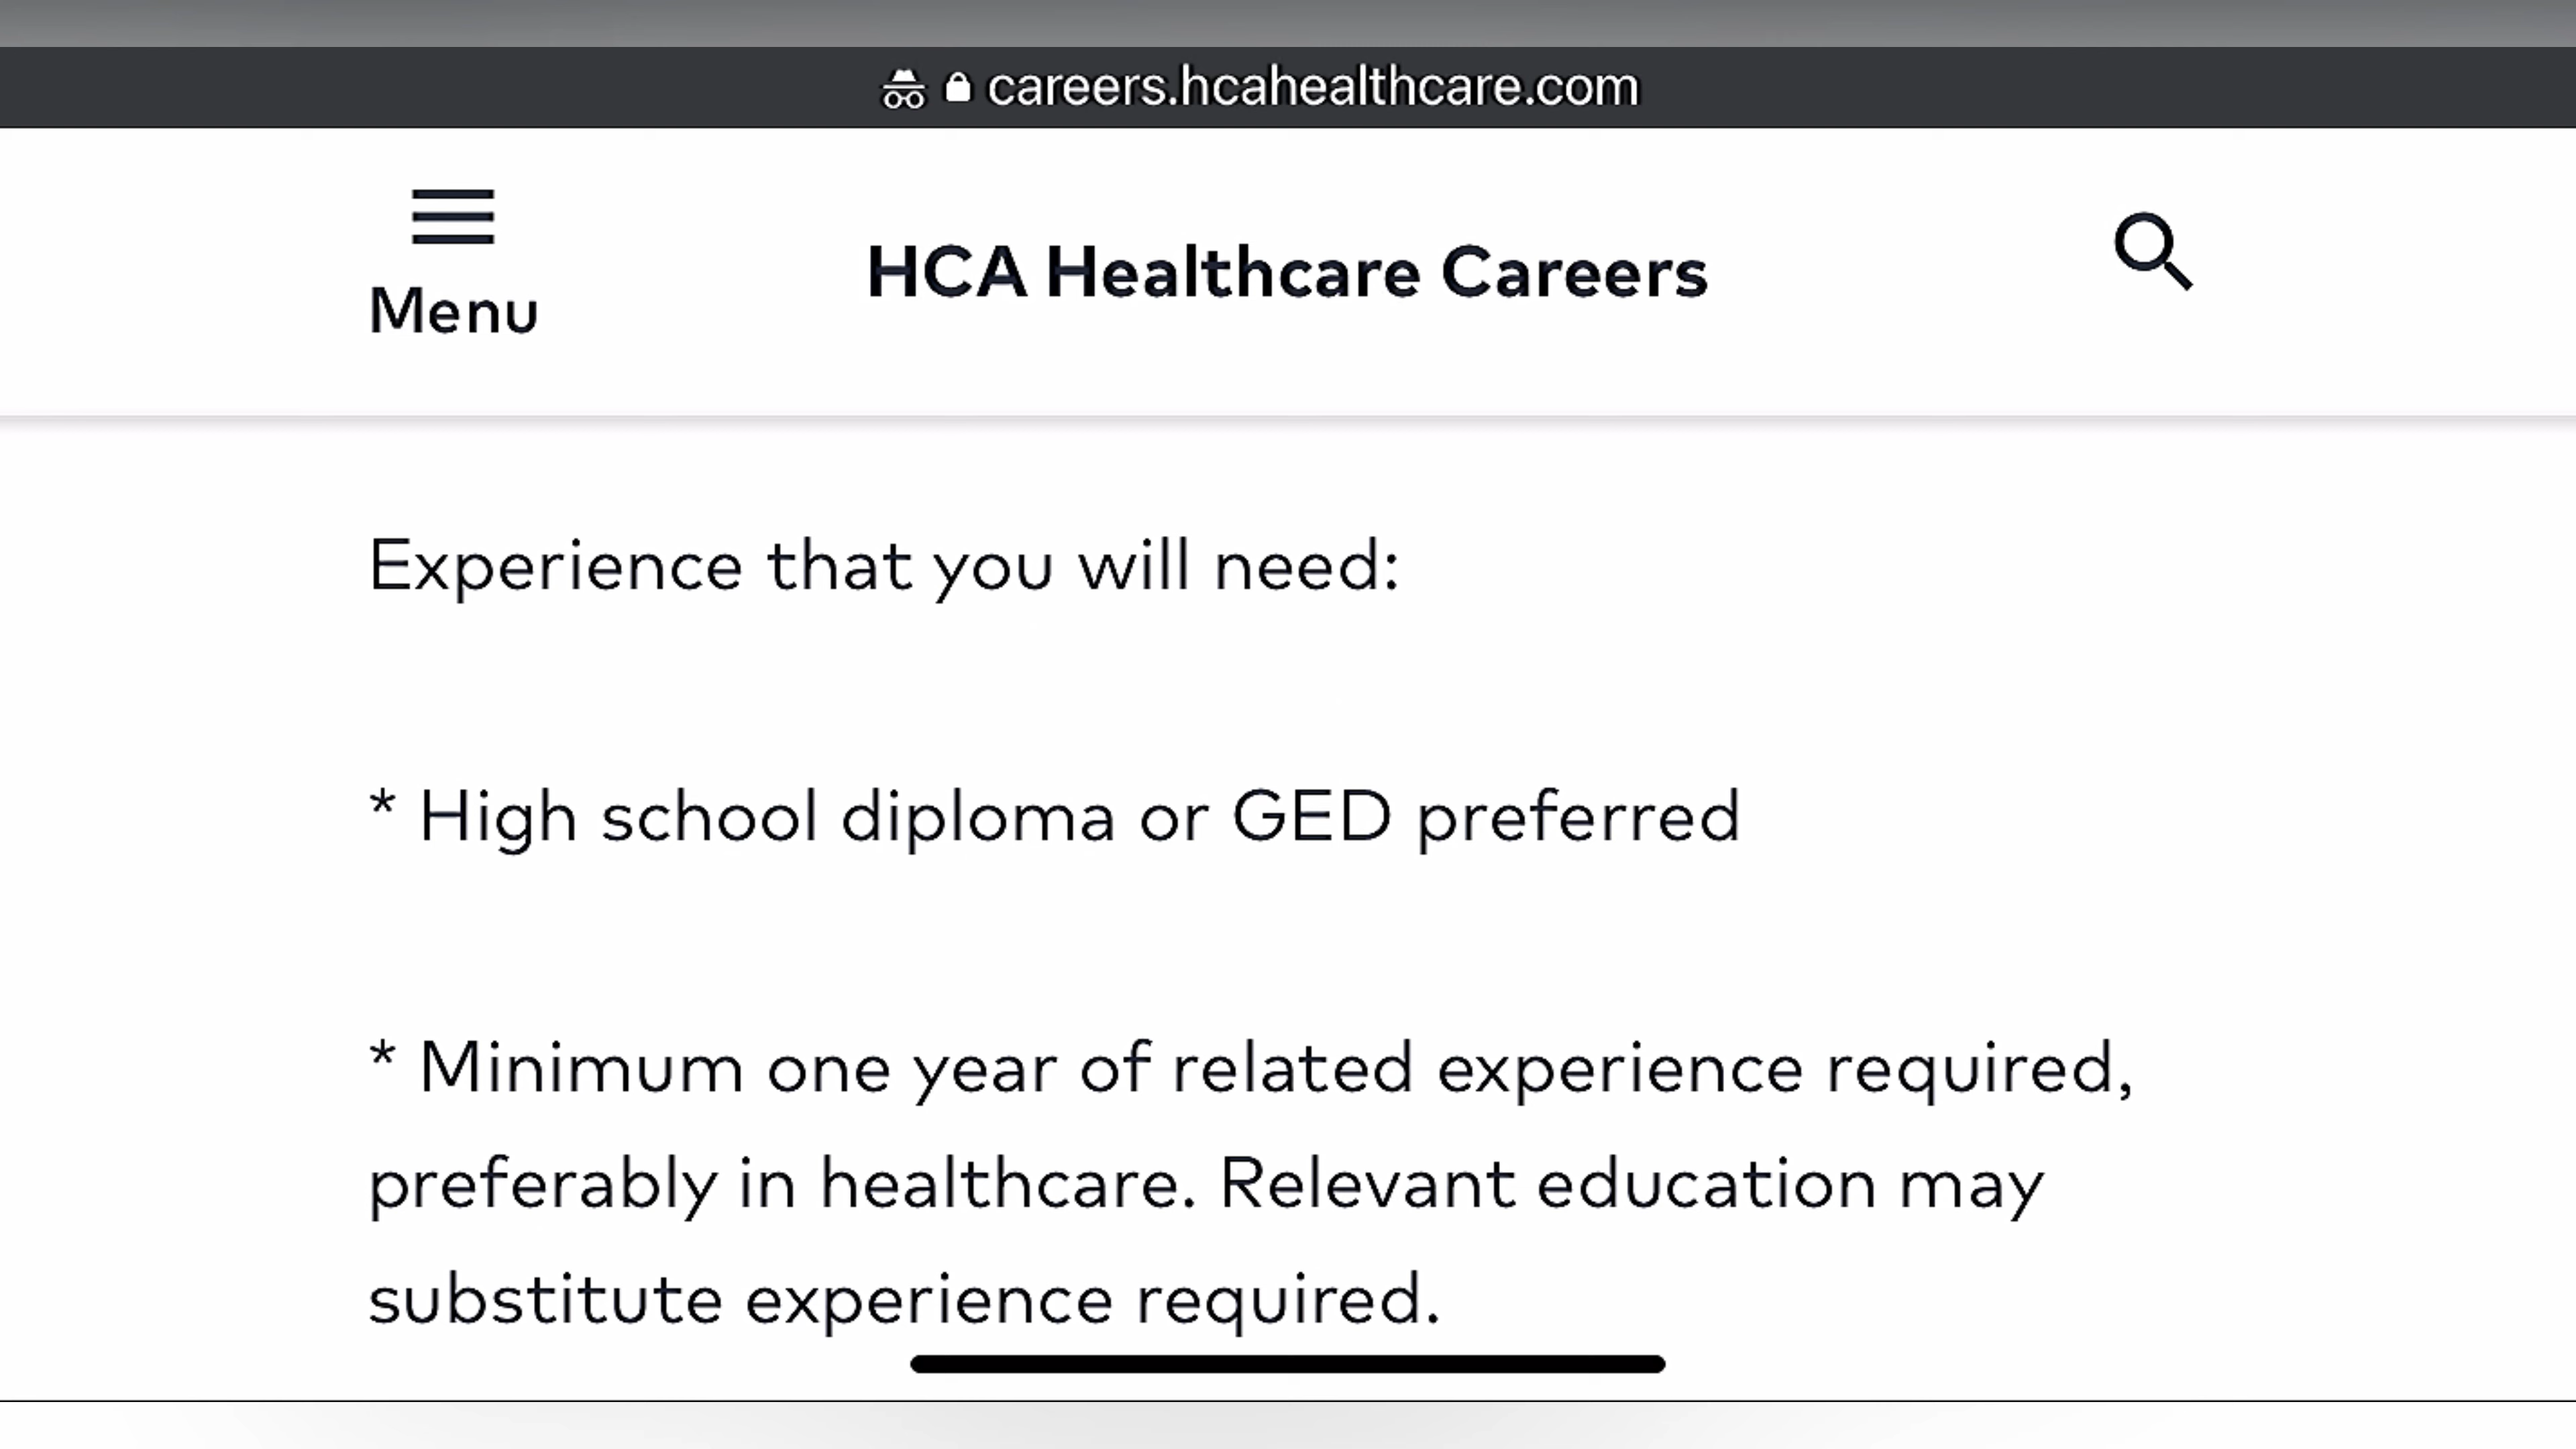 careers.hcahealthcare.com
Menu
HCA Healthcare Careers
Experience that you will need:
* High school diploma or GED preferred
* Minimum one year of related experience required,
preferably in healthcare. Relevant education may
substitute experience required.